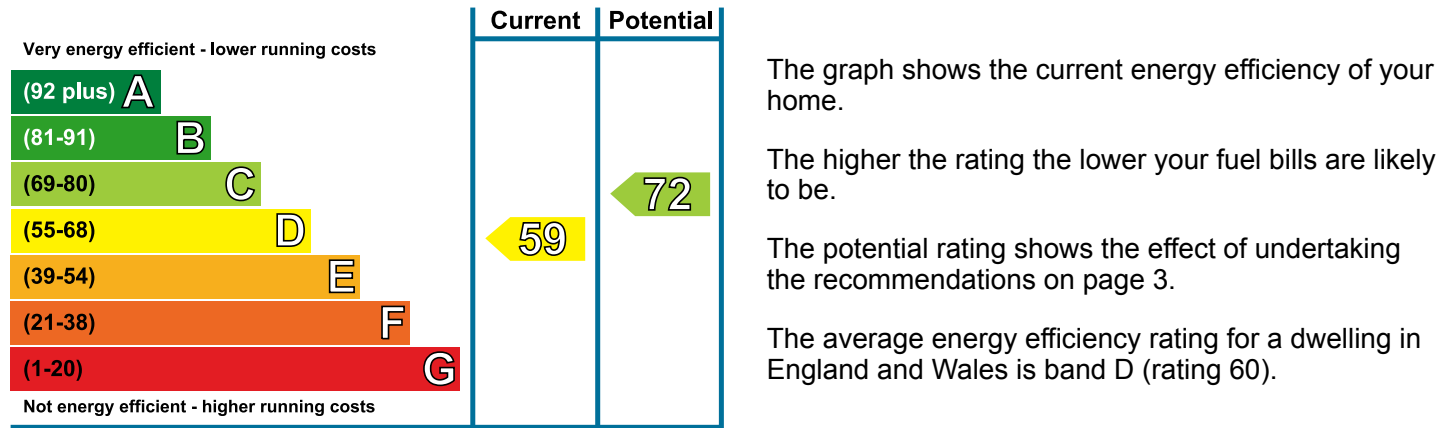 Current Potential
Very energy efficient - lower running costs
(92 plus) A
(81-91) B
(69-80) C
72
(55-68) D
59
(39-54) E
(21-38) F
(1-20) G
Not energy efficient - higher running costs
The graph shows the current energy efficiency of your
home.
The higher the rating the lower your fuel bills are likely
to be.
The potential rating shows the effect of undertaking
the recommendations on page 3.
The average energy efficiency rating for a dwelling in
England and Wales is band D (rating 60).